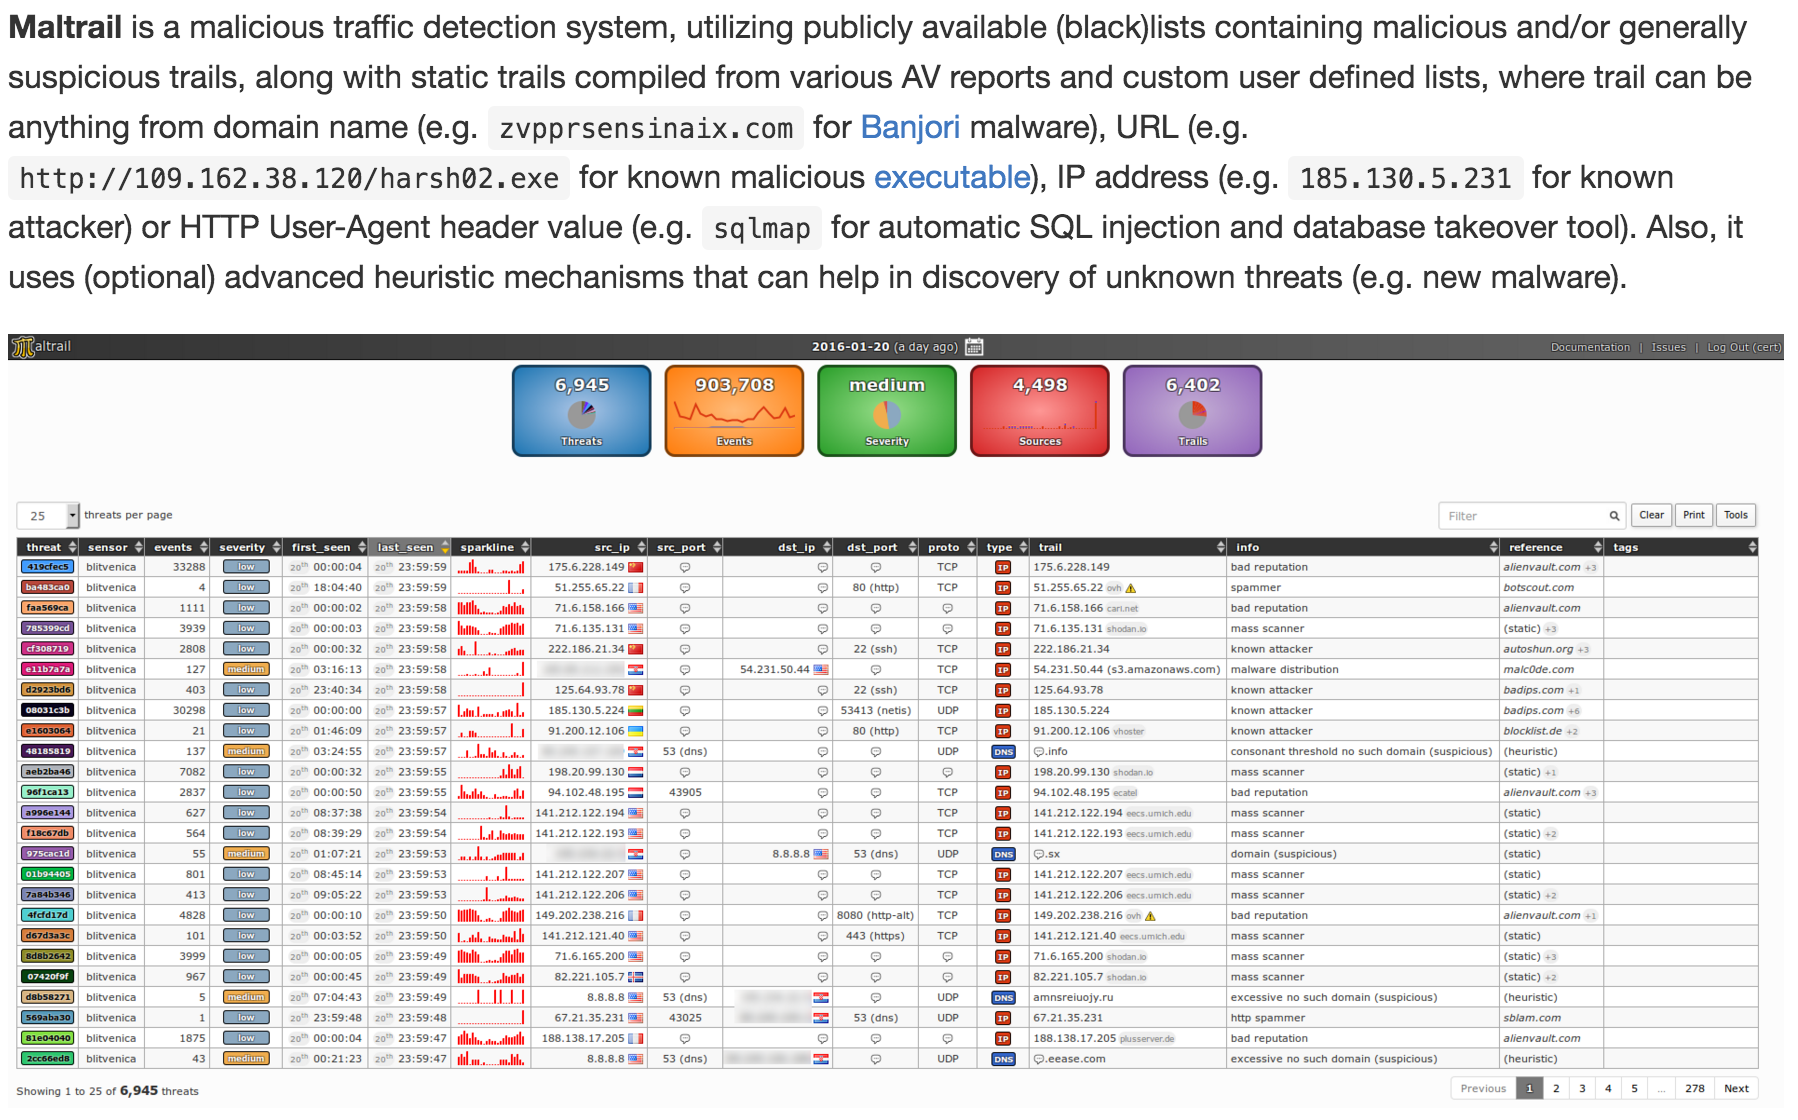 Maltrail is a malicious traffic detection system, utilizing publicly available (black)lists containing malicious and/or generally
suspicious trails, along with static trails compiled from various AV reports and custom user defined lists, where trail can be
anything from domain name (e.g. zvpprsensinaix.com for Banjori malware), URL (e.g.
http://109.162.38.120/harsh02.exe for known malicious executable), IP address (e.g. 185.130.5.231 for known
attacker) or HTTP User-Agent header value (e.g. sqlmap for automatic SQL injection and database takeover tool). Also, it
uses (optional) advanced heuristic mechanisms that can help in discovery of unknown threats (e.g. new malware).
altrail 2016-01-20 (a day ago) Documentation | Issues | Log Out (cert)
6,945 903,708 medium 4,498 6,402
Threats Events Severity Sources Trails
25 threats per page Filter Clear Print Tools
threat sensor events severity first_seen last_seen sparkline src_ip src_port dst_ip dst_port proto type trail info reference tags
419cfec5 blitvenica 33288 low 20th 00:00:04 20th 23:59:59 175.6.228.149 TCP IP 175.6.228.149 bad reputation alienvault.com +3
ba483ca0 blitvenica 4 low 20th 18:04:40 20th 23:59:59 51.255.65.22 80 (http) TCP IP 51.255.65.22 ovh spammer botscout.com
faa569ca blitvenica 1111 low 20th 00:00:02 20th 23:59:58 71.6.158.166 IP 71.6.158.166 cari.net bad reputation alienvault.com
785399cd blitvenica 3939 low 20th 00:00:03 20th 23:59:58 71.6.135.131 IP 71.6.135.131 shodan.io mass scanner (static) +3
cf308719 blitvenica 2808 low 20th 00:00:32 20th 23:59:58 222.186.21.34 22 (ssh) TCP IP 222.186.21.34 known attacker autoshun.org +3
e11b7a7a blitvenica 127 medium 20th 03:16:13 20th 23:59:58 54.231.50.44 TCP IP 54.231.50.44 (s3.amazonaws.com) malware distribution malc0de.com
d2923bd6 blitvenica 403 low 20th 23:40:34 20th 23:59:58 125.64.93.78 22 (ssh) TCP IP 125.64.93.78 known attacker badips.com +1
08031c3b blitvenica 30298 low 20th 00:00:00 20th 23:59:57 185.130.5.224 53413 (netis) UDP IP 185.130.5.224 known attacker badips.com +6
e1603064 blitvenica 21 low 20th 01:46:09 20th 23:59:57 91.200.12.106 80 (http) TCP IP 91.200.12.106 vhoster known attacker blocklist.de +2
48185819 blitvenica 137 medium 20th 03:24:55 20th 23:59:57 53 (dns) UDP DNS .info consonant threshold no such domain (suspicious) (heuristic)
aeb2ba46 blitvenica 7082 low 20th 00:00:32 20th 23:59:55 198.20.99.130 IP 198.20.99.130 shodan.io mass scanner (static) +1
96f1ca13 blitvenica 2837 low 20th 00:00:50 20th 23:59:55 94.102.48.195 43905 TCP IP 94.102.48.195 ecatel bad reputation alienvault.com +3
a996e144 blitvenica 627 low 20th 08:37:38 20th 23:59:54 141.212.122.194 TCP IP 141.212.122.194 eecs.umich.edu mass scanner (static)
f18c67db blitvenica 564 low 20th 08:39:29 20th 23:59:54 141.212.122.193 TCP IP 141.212.122.193 eecs.umich.edu mass scanner (static) +2
975cac1d blitvenica 55 medium 20th 01:07:21 20th 23:59:53 8.8.8.8 53 (dns) UDP DNS .sx domain (suspicious) (static)
01b94405 blitvenica 801 low 20th 08:45:14 20th 23:59:53 141.212.122.207 TCP IP 141.212.122.207 eecs.umich.edu mass scanner (static)
7a84b346 blitvenica 413 low 20th 09:05:22 20th 23:59:53 141.212.122.206 TCP IP 141.212.122.206 eecs.umich.edu mass scanner (static) +2
4fcfd17d blitvenica 4828 low 20th 00:00:10 20th 23:59:50 149.202.238.216 8080 (http-alt) TCP IP 149.202.238.216 ovh bad reputation alienvault.com +1
d67d3a3c blitvenica 101 low 20th 00:03:52 20th 23:59:50 141.212.121.40 443 (https) TCP IP 141.212.121.40 eecs.umich.edu mass scanner (static)
8d8b2642 blitvenica 3999 low 20th 00:00:05 20th 23:59:49 71.6.165.200 IP 71.6.165.200 shodan.io mass scanner (static) +3
07420f9f blitvenica 967 low 20th 00:00:45 20th 23:59:49 82.221.105.7 IP 82.221.105.7 shodan.io mass scanner (static) +2
d8b58271 blitvenica 5 medium 20th 07:04:43 20th 23:59:49 8.8.8.8 53 (dns) UDP DNS amnsreiuojy.ru excessive no such domain (suspicious) (heuristic)
569aba30 blitvenica 1 low 20th 23:59:48 20th 23:59:48 67.21.35.231 43025 53 (dns) UDP IP 67.21.35.231 http spammer sblam.com
81e04040 blitvenica 1875 low 20th 00:00:04 20th 23:59:48 188.138.17.205 IP 188.138.17.205 plusserver.de bad reputation alienvault.com
2cc66ed8 blitvenica 43 medium 20th 00:21:23 20th 23:59:47 8.8.8.8 53 (dns) UDP DNS .eease.com excessive no such domain (suspicious) (heuristic)
Showing 1 to 25 of 6,945 threats Previous 1 2 3 4 5 ... 278 Next